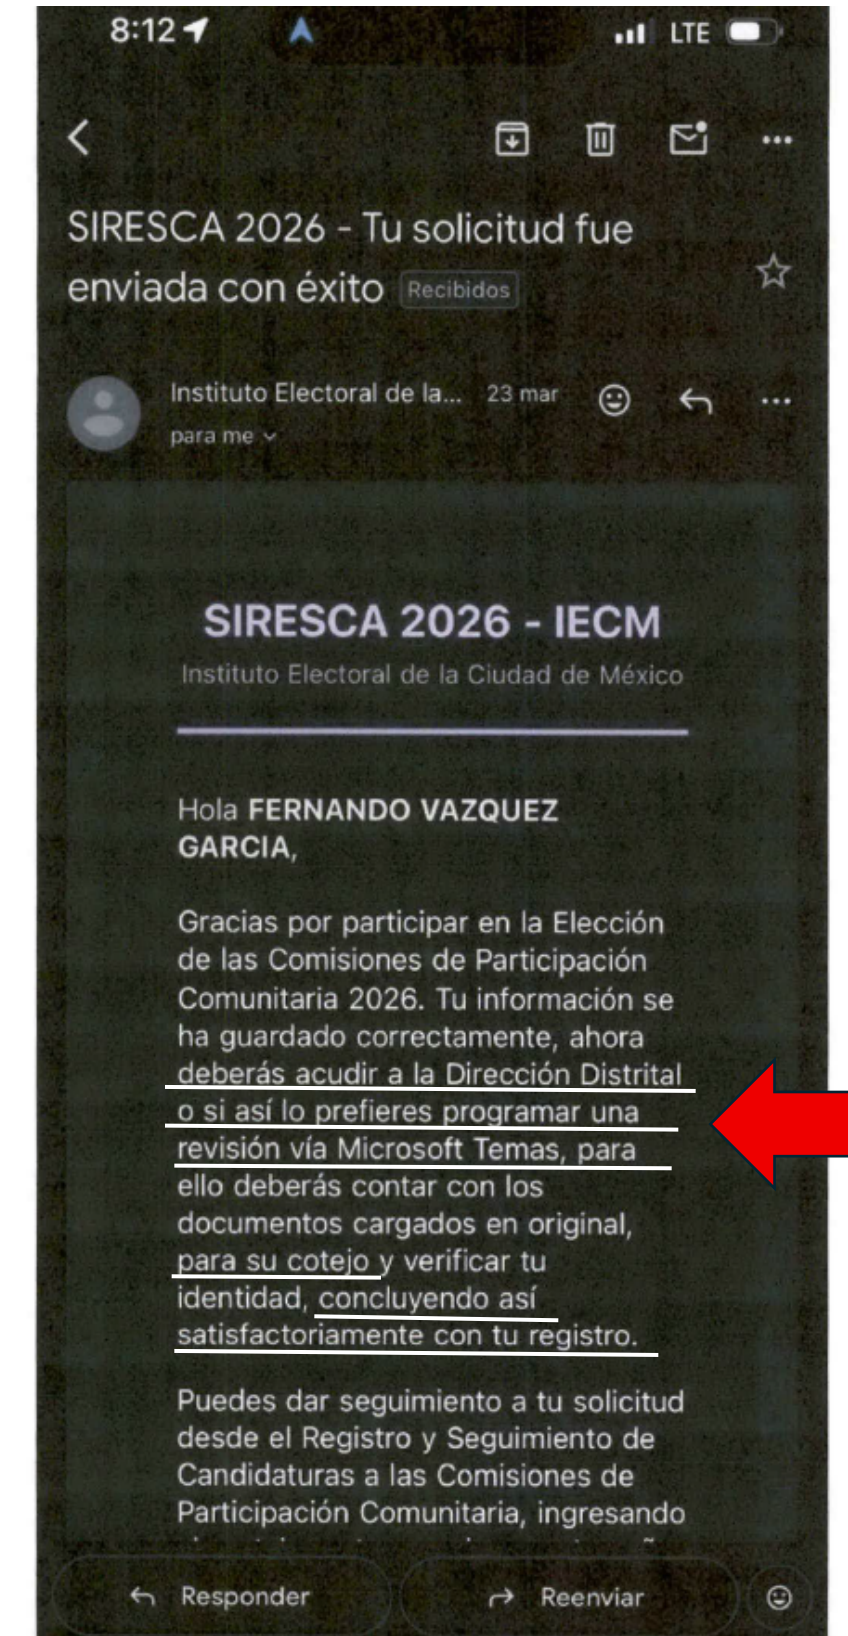 8:12
LTE
SIRESCA 2026 - Tu solicitud fue
enviada con éxito Recibidos
Instituto Electoral de la... 23 mar
para me
SIRESCA 2026 - IECM
Instituto Electoral de la Ciudad de México
Hola FERNANDO VAZQUEZ
GARCIA,
Gracias por participar en la Elección
de las Comisiones de Participación
Comunitaria 2026. Tu información se
ha guardado correctamente, ahora
deberás acudir a la Dirección Distrital
o si así lo prefieres programar una
revisión vía Microsoft Temas, para
ello deberás contar con los
documentos cargados en original,
para su cotejo y verificar tu
identidad, concluyendo así
satisfactoriamente con tu registro.
Puedes dar seguimiento a tu solicitud
desde el Registro y Seguimiento de
Candidaturas a las Comisiones de
Participación Comunitaria, ingresando
Responder
Reenviar